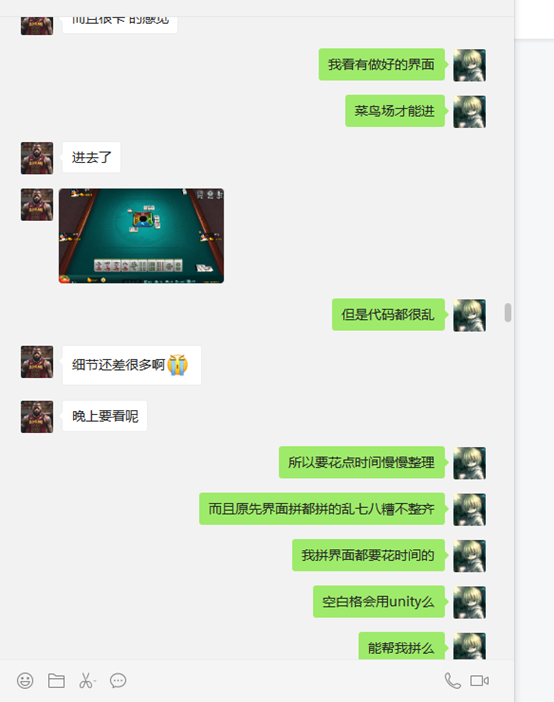 而且很卡 的感觉
我看有做好的界面
菜鸟场才能进
进去了
但是代码都很乱
细节还差很多啊
晚上要看呢
所以要花点时间慢慢整理
而且原先界面拼都拼的乱七八糟不整齐
我拼界面都要花时间的
空白格会用unity么
能帮我拼么